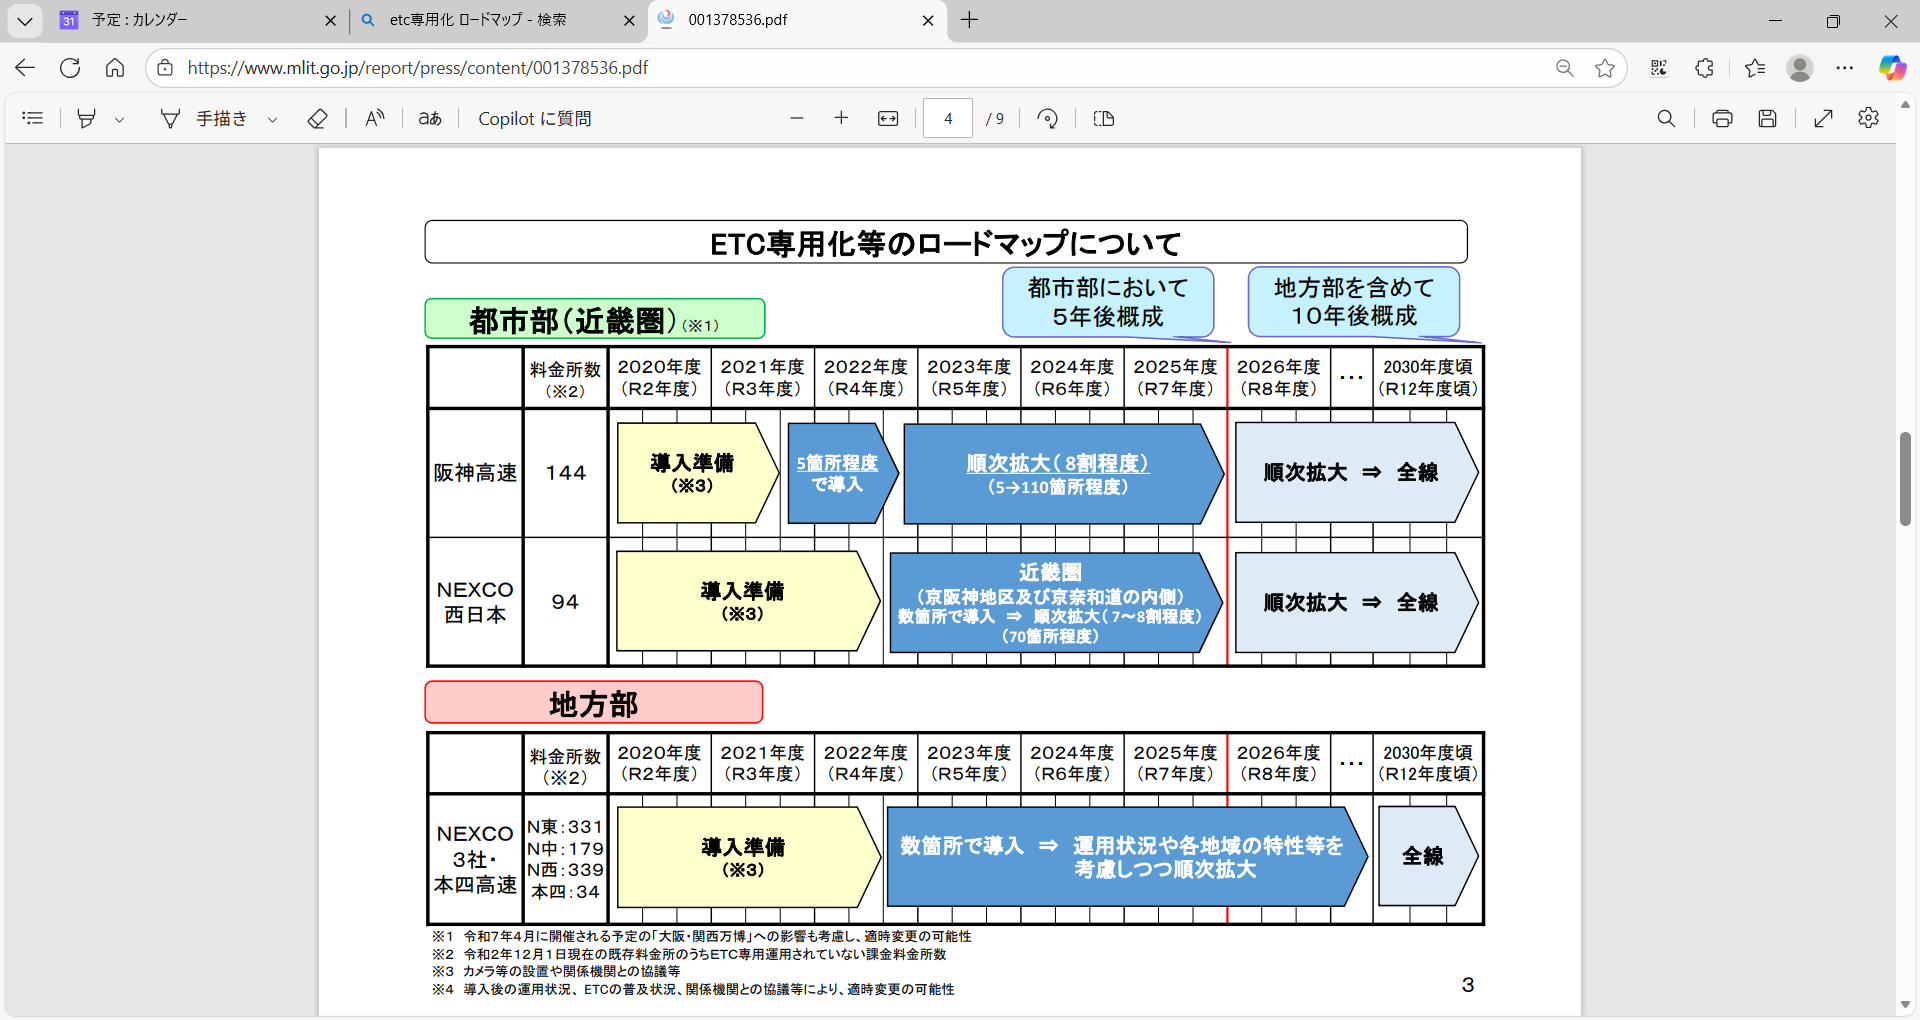 予定 : カレンダー
etc専用化 ロードマップ - 検索
001378536.pdf
https://www.mlit.go.jp/report/press/content/001378536.pdf
手描き
aあ
Copilot に質問
4
/ 9
ETC専用化等のロードマップについて
都市部において
5年後概成
地方部を含めて
10年後概成
都市部（近畿圏）（※1）
料金所数
（※2）
2020年度
（R2年度）
2021年度
（R3年度）
2022年度
（R4年度）
2023年度
（R5年度）
2024年度
（R6年度）
2025年度
（R7年度）
2026年度
（R8年度）
･･･
2030年度頃
（R12年度頃）
阪神高速
144
導入準備
（※3）
5箇所程度
で導入
順次拡大（8割程度）
（5→110箇所程度）
順次拡大 ⇒ 全線
NEXCO
西日本
94
導入準備
（※3）
近畿圏
（京阪神地区及び京奈和道の内側）
数箇所で導入 ⇒ 順次拡大（7～8割程度）
（70箇所程度）
順次拡大 ⇒ 全線
地方部
料金所数
（※2）
2020年度
（R2年度）
2021年度
（R3年度）
2022年度
（R4年度）
2023年度
（R5年度）
2024年度
（R6年度）
2025年度
（R7年度）
2026年度
（R8年度）
･･･
2030年度頃
（R12年度頃）
NEXCO
3社・
本四高速
N東：331
N中：179
N西：339
本四：34
導入準備
（※3）
数箇所で導入 ⇒ 運用状況や各地域の特性等を
考慮しつつ順次拡大
全線
※1 令和7年4月に開催される予定の「大阪・関西万博」への影響も考慮し、適時変更の可能性
※2 令和2年12月1日現在の既存料金所のうちETC専用運用されていない課金料金所数
※3 カメラ等の設置や関係機関との協議等
※4 導入後の運用状況、ETCの普及状況、関係機関との協議等により、適時変更の可能性
3